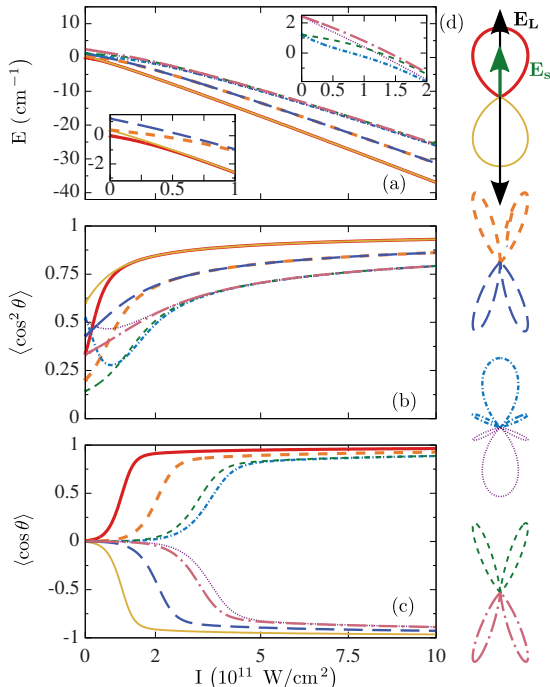 10
0
-10
-20
-30
-40
E (cm⁻¹)
2
1
0
0 1 2
0
-2
0 0.5 1
(a)
(d)
E_L
E_s
1
0.75
0.5
0.25
0
⟨cos² θ⟩
(b)
1
0.5
0
-0.5
-1
⟨cos θ⟩
(c)
0 2 5 7.5 10
I (10¹¹ W/cm²)